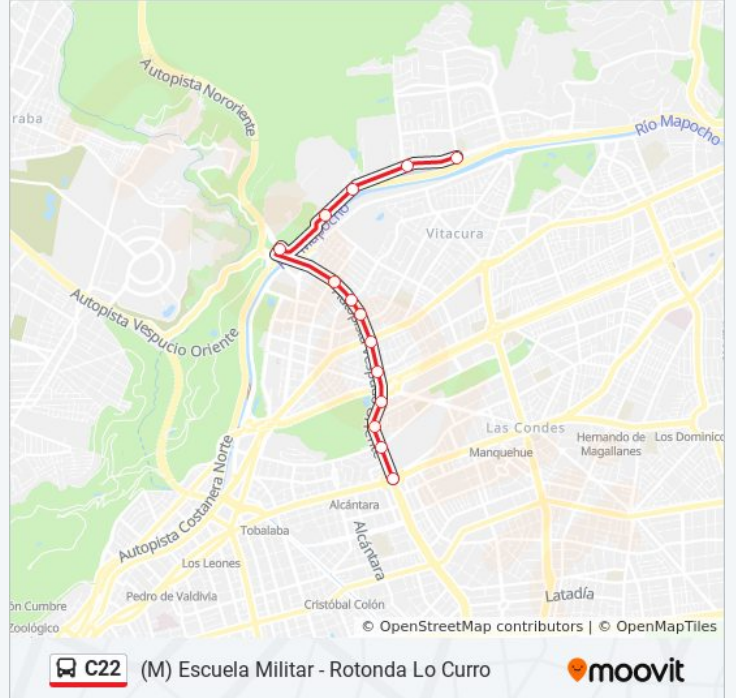 Autopista Nororiente
raba
Río Mapocho
Mapocho
Vitacura
Autopista Vespucio Oriente
Las Condes
Hernando de
Magallanes
Los Dominico
Manquehue
Autopista Costanera Norte
Alcántara
Tobalaba
Alcántara
Los Leones
Pedro de Valdivia
Latadía
ón Cumbre
Zoológico
Cristóbal Colón
© OpenStreetMap contributors | © OpenMapTiles
C22 (M) Escuela Militar - Rotonda Lo Curro
moovit